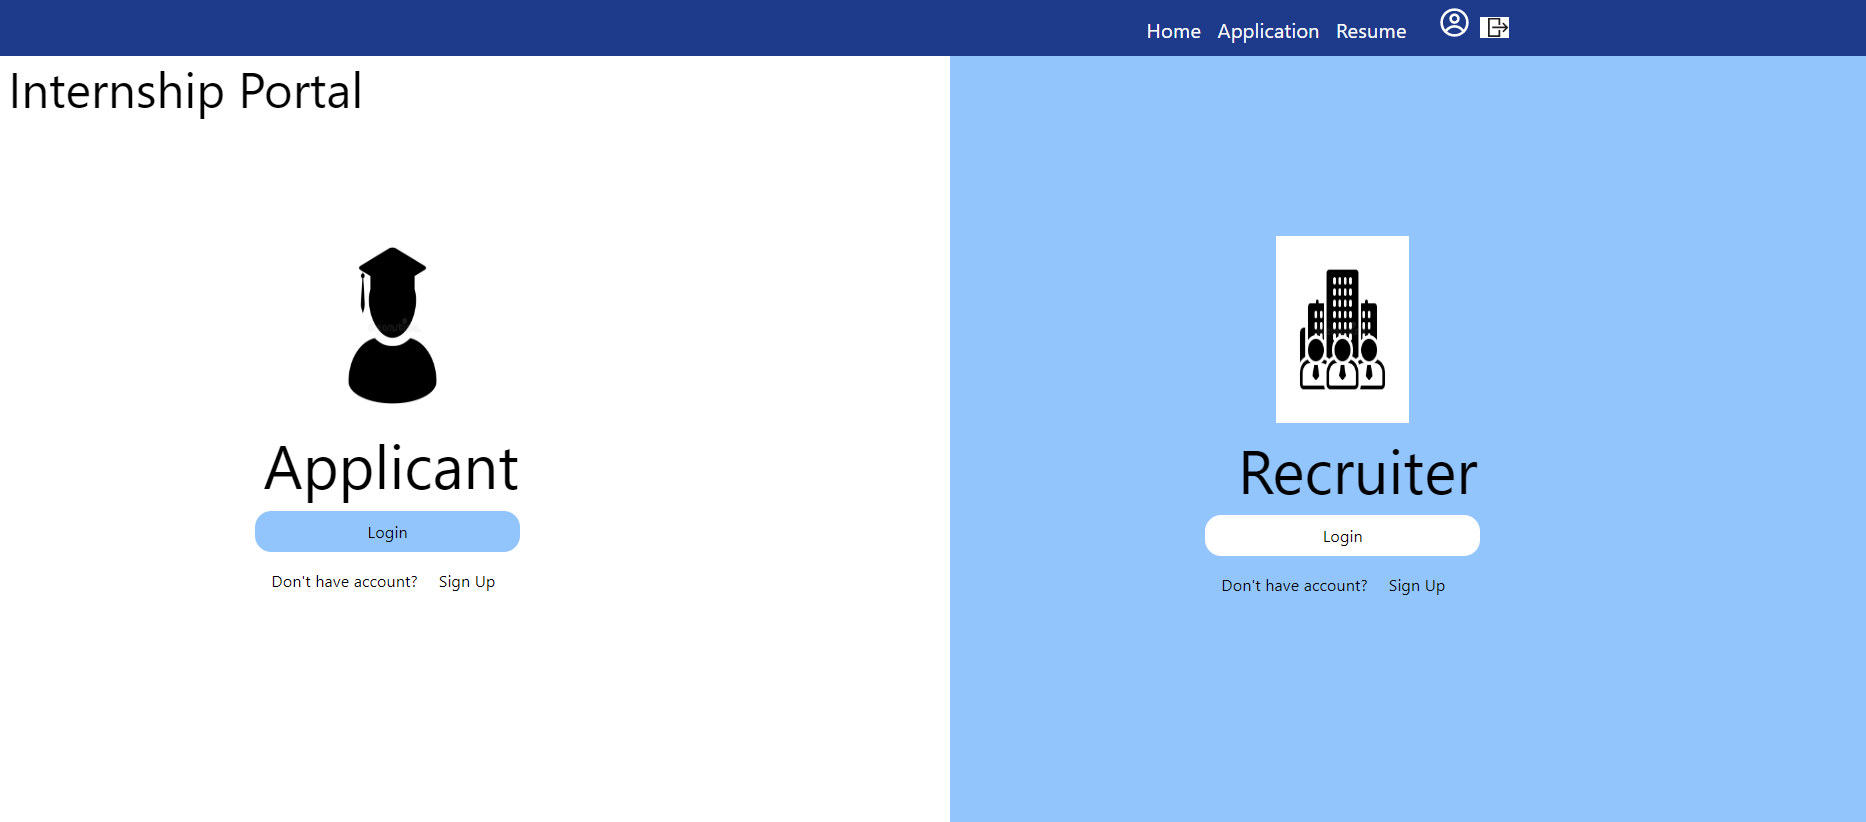 Home Application Resume
Internship Portal
Applicant
Login
Don't have account? Sign Up
Recruiter
Login
Don't have account? Sign Up